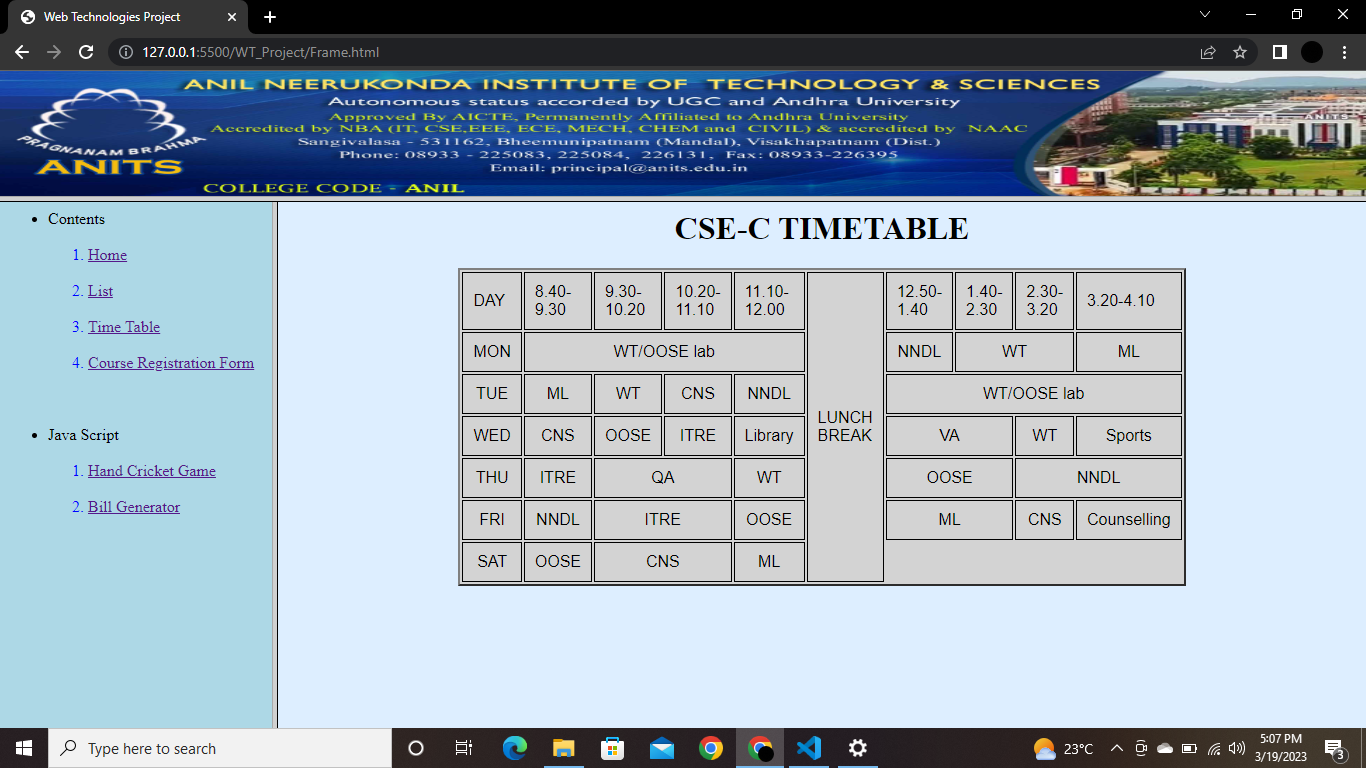 Web Technologies Project
127.0.0.1:5500/WT_Project/Frame.html
ANIL NEERUKONDA INSTITUTE OF TECHNOLOGY & SCIENCES
Autonomous status accorded by UGC and Andhra University
Approved By AICTE, Permanently Affiliated to Andhra University
Accredited by NBA (IT, CSE,EEE, ECE, MECH, CHEM and CIVIL) & accredited by NAAC
Sangivalasa - 531162, Bheemunipatnam (Mandal), Visakhapatnam (Dist.)
Phone: 08933 - 225083, 225084, 226131, Fax: 08933-226395
Email: principal@anits.edu.in
COLLEGE CODE - ANIL
PRAGNANAM BRAHMA
ANITS
ANITS
• Contents
1. Home
2. List
3. Time Table
4. Course Registration Form
• Java Script
1. Hand Cricket Game
2. Bill Generator
CSE-C TIMETABLE
DAY 8.40-9.30 9.30-10.20 10.20-11.10 11.10-12.00 LUNCH BREAK 12.50-1.40 1.40-2.30 2.30-3.20 3.20-4.10
MON WT/OOSE lab NNDL WT ML
TUE ML WT CNS NNDL WT/OOSE lab
WED CNS OOSE ITRE Library VA WT Sports
THU ITRE QA WT OOSE NNDL
FRI NNDL ITRE OOSE ML CNS Counselling
SAT OOSE CNS ML
Type here to search
23°C
5:07 PM
3/19/2023
3